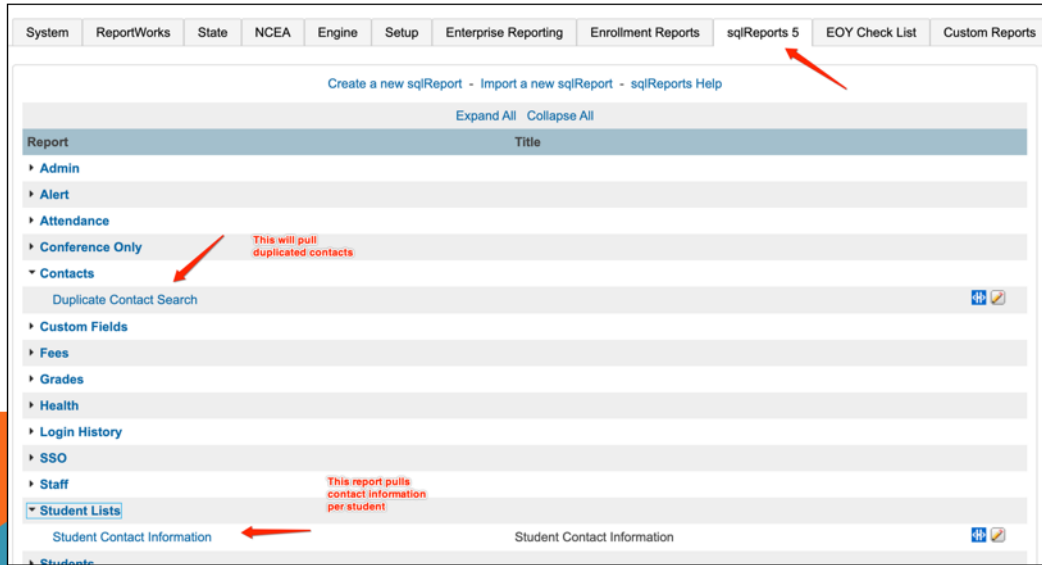 System ReportWorks State NCEA Engine Setup Enterprise Reporting Enrollment Reports sqlReports 5 EOY Check List Custom Reports
Create a new sqlReport - Import a new sqlReport - sqlReports Help
Expand All Collapse All
Report Title
Admin
Alert
Attendance
Conference Only
This will pull
duplicated contacts
Contacts
Duplicate Contact Search
Custom Fields
Fees
Grades
Health
Login History
SSO
Staff
This report pulls
contact information
per student
Student Lists
Student Contact Information Student Contact Information
Students